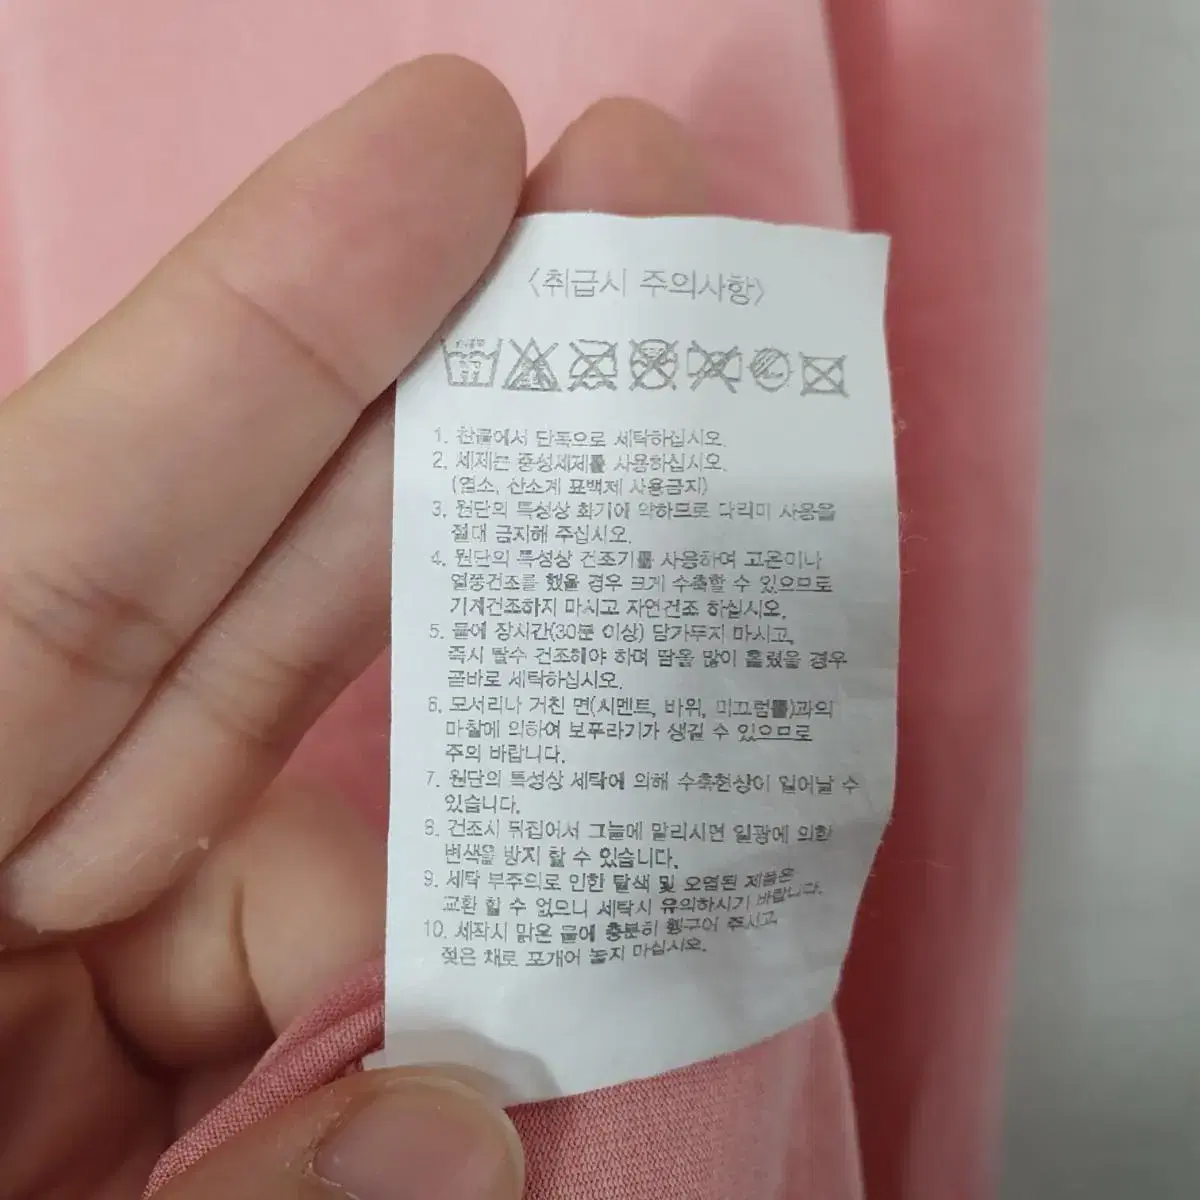 <취급시 주의사항>
1. 찬물에서 단독으로 세탁하십시오.
2. 세제는 중성세제를 사용하십시오.
(염소, 산소계 표백제 사용금지)
3. 원단의 특성상 화기에 약하므로 다리미 사용을
절대 금지해 주십시오.
4. 원단의 특성상 건조기를 사용하여 고온이나
열풍건조를 했을 경우 크게 수축할 수 있으므로
기계건조하지 마시고 자연건조 하십시오.
5. 물에 장시간(30분 이상) 담가두지 마시고,
즉시 탈수 건조해야 하며 땀을 많이 흘렸을 경우
곧바로 세탁하십시오.
6. 모서리나 거친 면(시멘트, 바위, 미끄럼틀)과의
마찰에 의하여 보푸라기가 생길 수 있으므로
주의 바랍니다.
7. 원단의 특성상 세탁에 의해 수축현상이 일어날 수
있습니다.
8. 건조시 뒤집어서 그늘에 말리시면 일광에 의한
변색을 방지 할 수 있습니다.
9. 세탁 부주의로 인한 탈색 및 오염된 제품은
교환 할 수 없으니 세탁시 유의하시기 바랍니다.
10. 세작시 맑은 물에 충분히 헹구어 주시고
젖은 채로 포개어 놓지 마십시오.